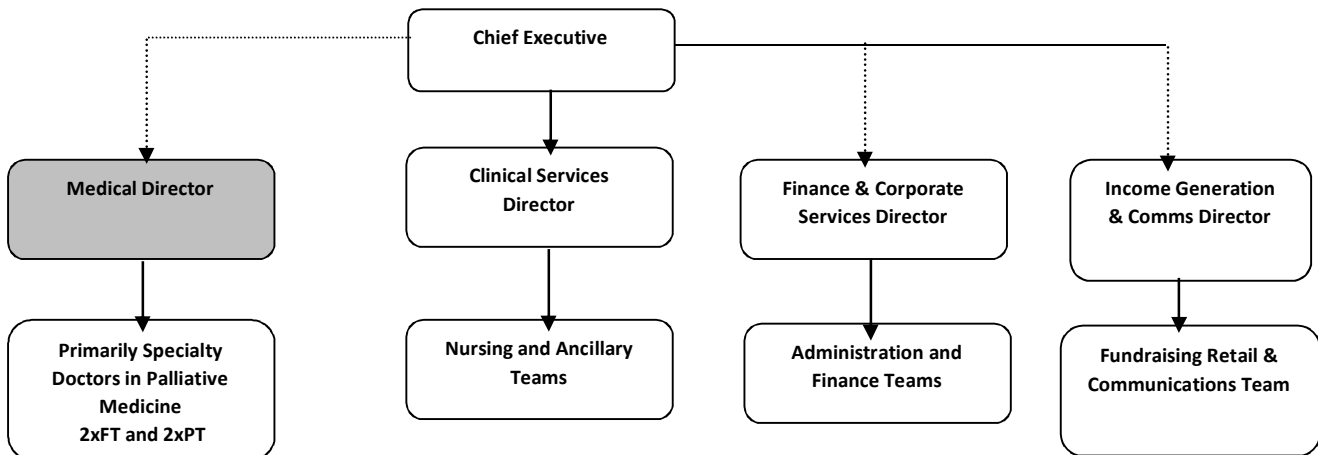 Chief Executive
Medical Director
Clinical Services
Director
Finance & Corporate
Services Director
Income Generation
& Comms Director
Primarily Specialty
Doctors in Palliative
Medicine
2xFT and 2xPT
Nursing and Ancillary
Teams
Administration and
Finance Teams
Fundraising Retail &
Communications Team